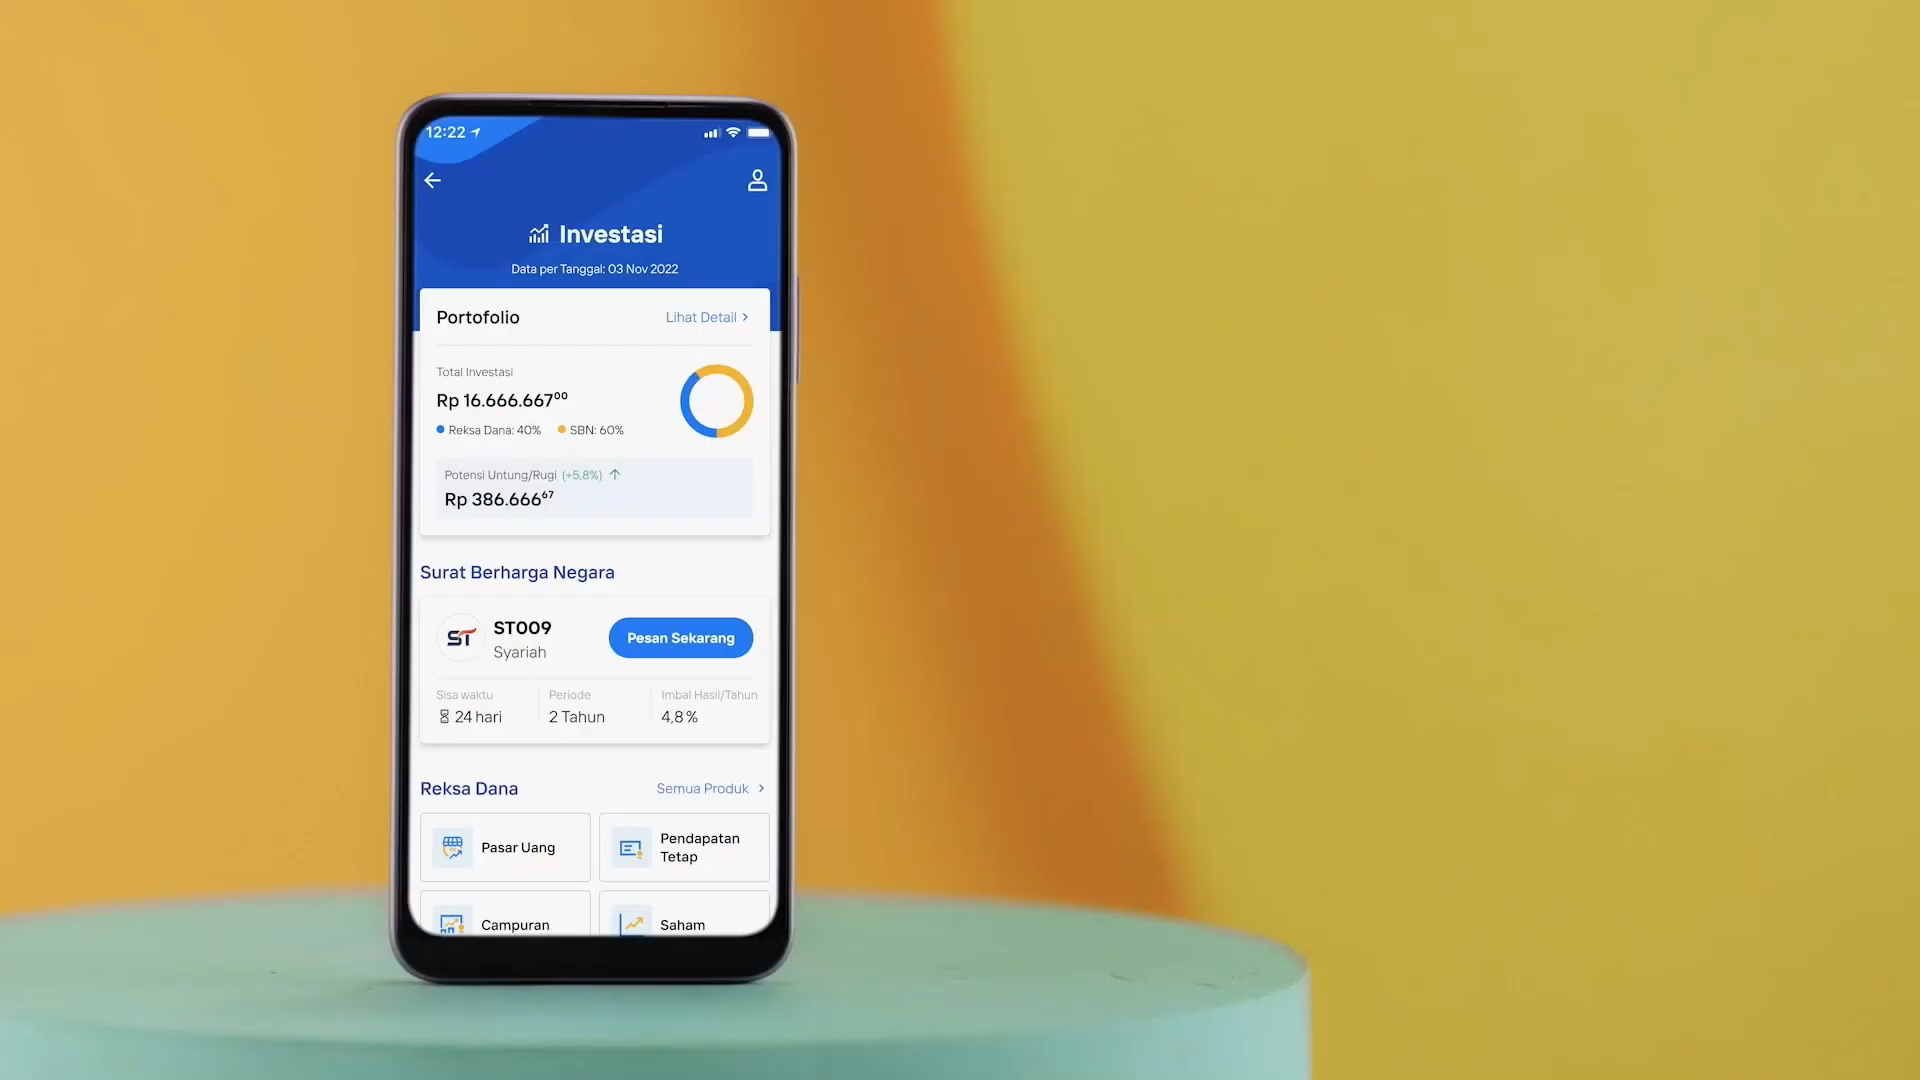 12:22
Investasi
Data per Tanggal: 03 Nov 2022
Portofolio
Lihat Detail >
Total Investasi
Rp 16.666.667⁰⁰
Reksa Dana: 40%
SBN: 60%
Potensi Untung/Rugi (+5,8%) ↑
Rp 386.666⁶⁷
Surat Berharga Negara
ST
ST009
Syariah
Pesan Sekarang
Sisa waktu
24 hari
Periode
2 Tahun
Imbal Hasil/Tahun
4,8 %
Reksa Dana
Semua Produk >
Pasar Uang
Pendapatan
Tetap
Campuran
Saham